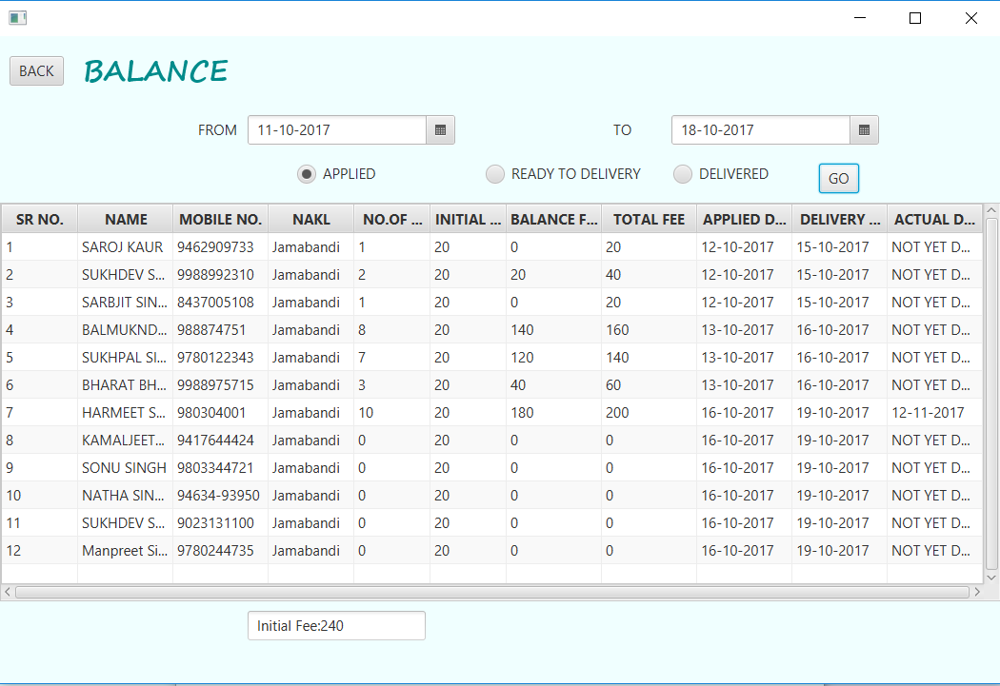 BACK BALANCE
FROM 11-10-2017 TO 18-10-2017
APPLIED READY TO DELIVERY DELIVERED GO
SR NO. NAME MOBILE NO. NAKL NO.OF ... INITIAL ... BALANCE F... TOTAL FEE APPLIED D... DELIVERY ... ACTUAL D...
1 SAROJ KAUR 9462909733 Jamabandi 1 20 0 20 12-10-2017 15-10-2017 NOT YET D...
2 SUKHDEV S... 9988992310 Jamabandi 2 20 20 40 12-10-2017 15-10-2017 NOT YET D...
3 SARBJIT SIN... 8437005108 Jamabandi 1 20 0 20 12-10-2017 15-10-2017 NOT YET D...
4 BALMUKND... 988874751 Jamabandi 8 20 140 160 13-10-2017 16-10-2017 NOT YET D...
5 SUKHPAL SI... 9780122343 Jamabandi 7 20 120 140 13-10-2017 16-10-2017 NOT YET D...
6 BHARAT BH... 9988975715 Jamabandi 3 20 40 60 13-10-2017 16-10-2017 NOT YET D...
7 HARMEET S... 980304001 Jamabandi 10 20 180 200 16-10-2017 19-10-2017 12-11-2017
8 KAMALJEET... 9417644424 Jamabandi 0 20 0 0 16-10-2017 19-10-2017 NOT YET D...
9 SONU SINGH 9803344721 Jamabandi 0 20 0 0 16-10-2017 19-10-2017 NOT YET D...
10 NATHA SIN... 94634-93950 Jamabandi 0 20 0 0 16-10-2017 19-10-2017 NOT YET D...
11 SUKHDEV S... 9023131100 Jamabandi 0 20 0 0 16-10-2017 19-10-2017 NOT YET D...
12 Manpreet Si... 9780244735 Jamabandi 0 20 0 0 16-10-2017 19-10-2017 NOT YET D...
Initial Fee:240